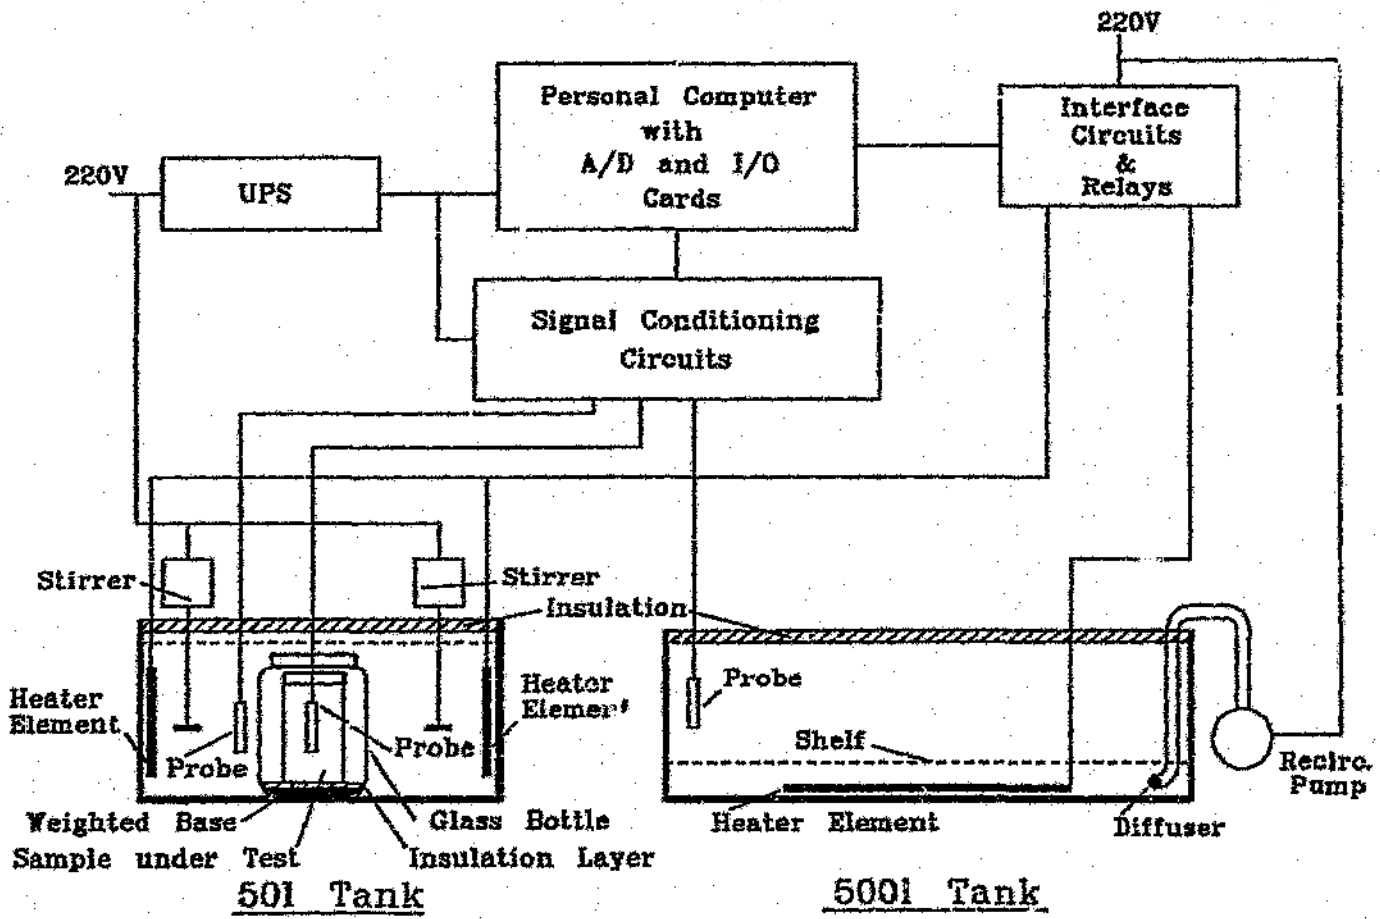 220V
Personal Computer
with
A/D and I/O
Cards
Interface
Circuits
&
Relays
220V
UPS
Signal Conditioning
Circuits
Stirrer
Stirrer
Insulation
Heater
Element
Heater
Element
Probe
Probe
Probe
Shelf
Recirc.
Pump
Weighted Base
Glass Bottle
Heater Element
Diffuser
Sample under Test
Insulation Layer
50l Tank
500l Tank